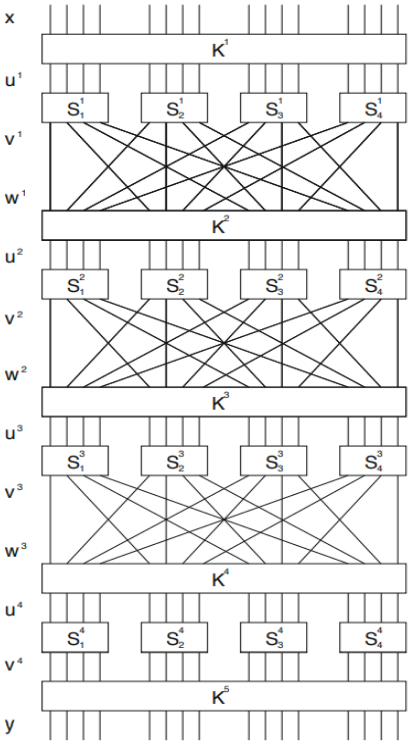 x
K^1
u^1
S_1^1 S_2^1 S_3^1 S_4^1
v^1
w^1
K^2
u^2
S_1^2 S_2^2 S_3^2 S_4^2
v^2
w^2
K^3
u^3
S_1^3 S_2^3 S_3^3 S_4^3
v^3
w^3
K^4
u^4
S_1^4 S_2^4 S_3^4 S_4^4
v^4
K^5
y